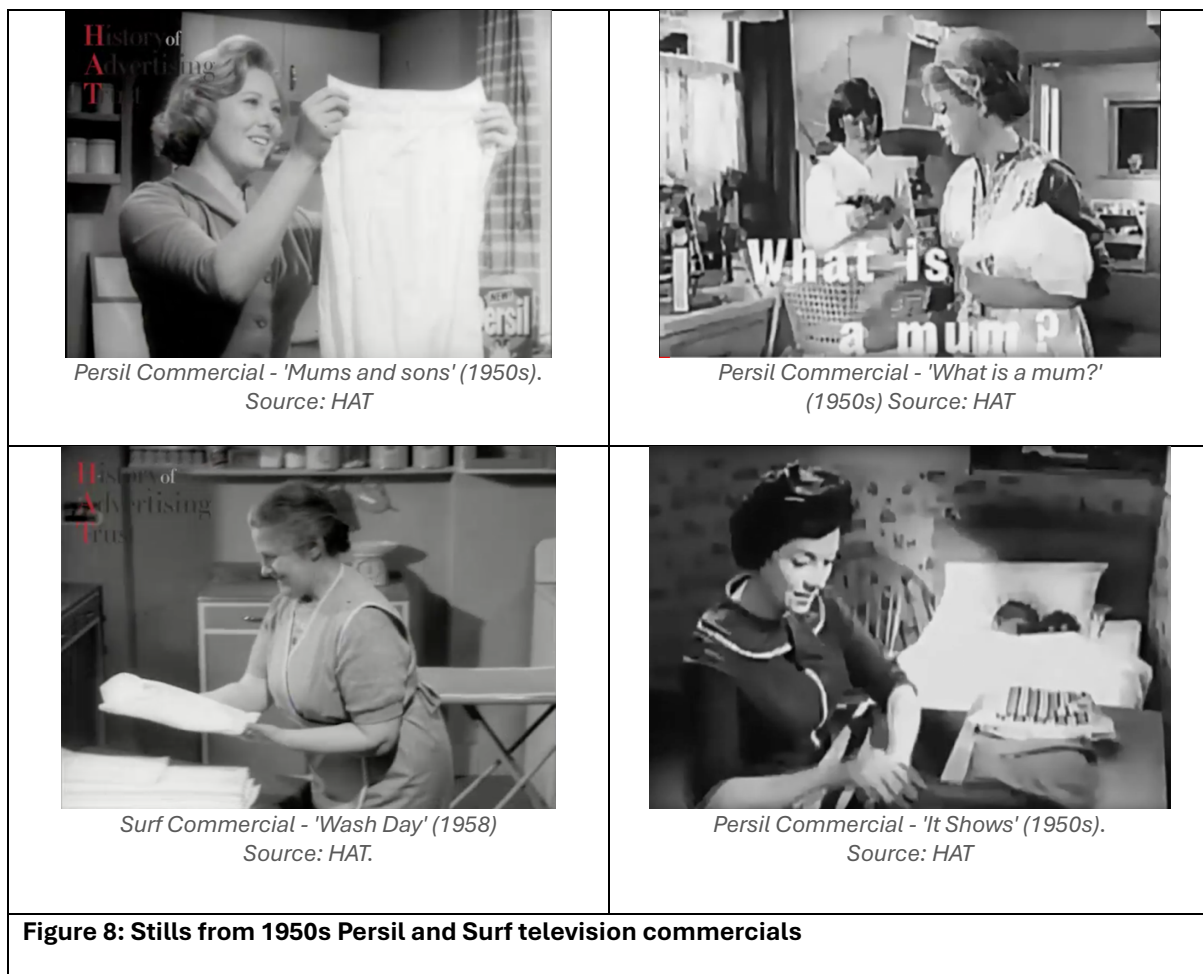 History of
Advertising
Trust
NEW!
Persil Commercial - 'Mums and sons' (1950s).
Source: HAT
What is
a mum?
Persil Commercial - 'What is a mum?'
(1950s) Source: HAT
History of
Advertising
Trust
Surf Commercial - 'Wash Day' (1958)
Source: HAT.
Persil Commercial - 'It Shows' (1950s).
Source: HAT
Figure 8: Stills from 1950s Persil and Surf television commercials